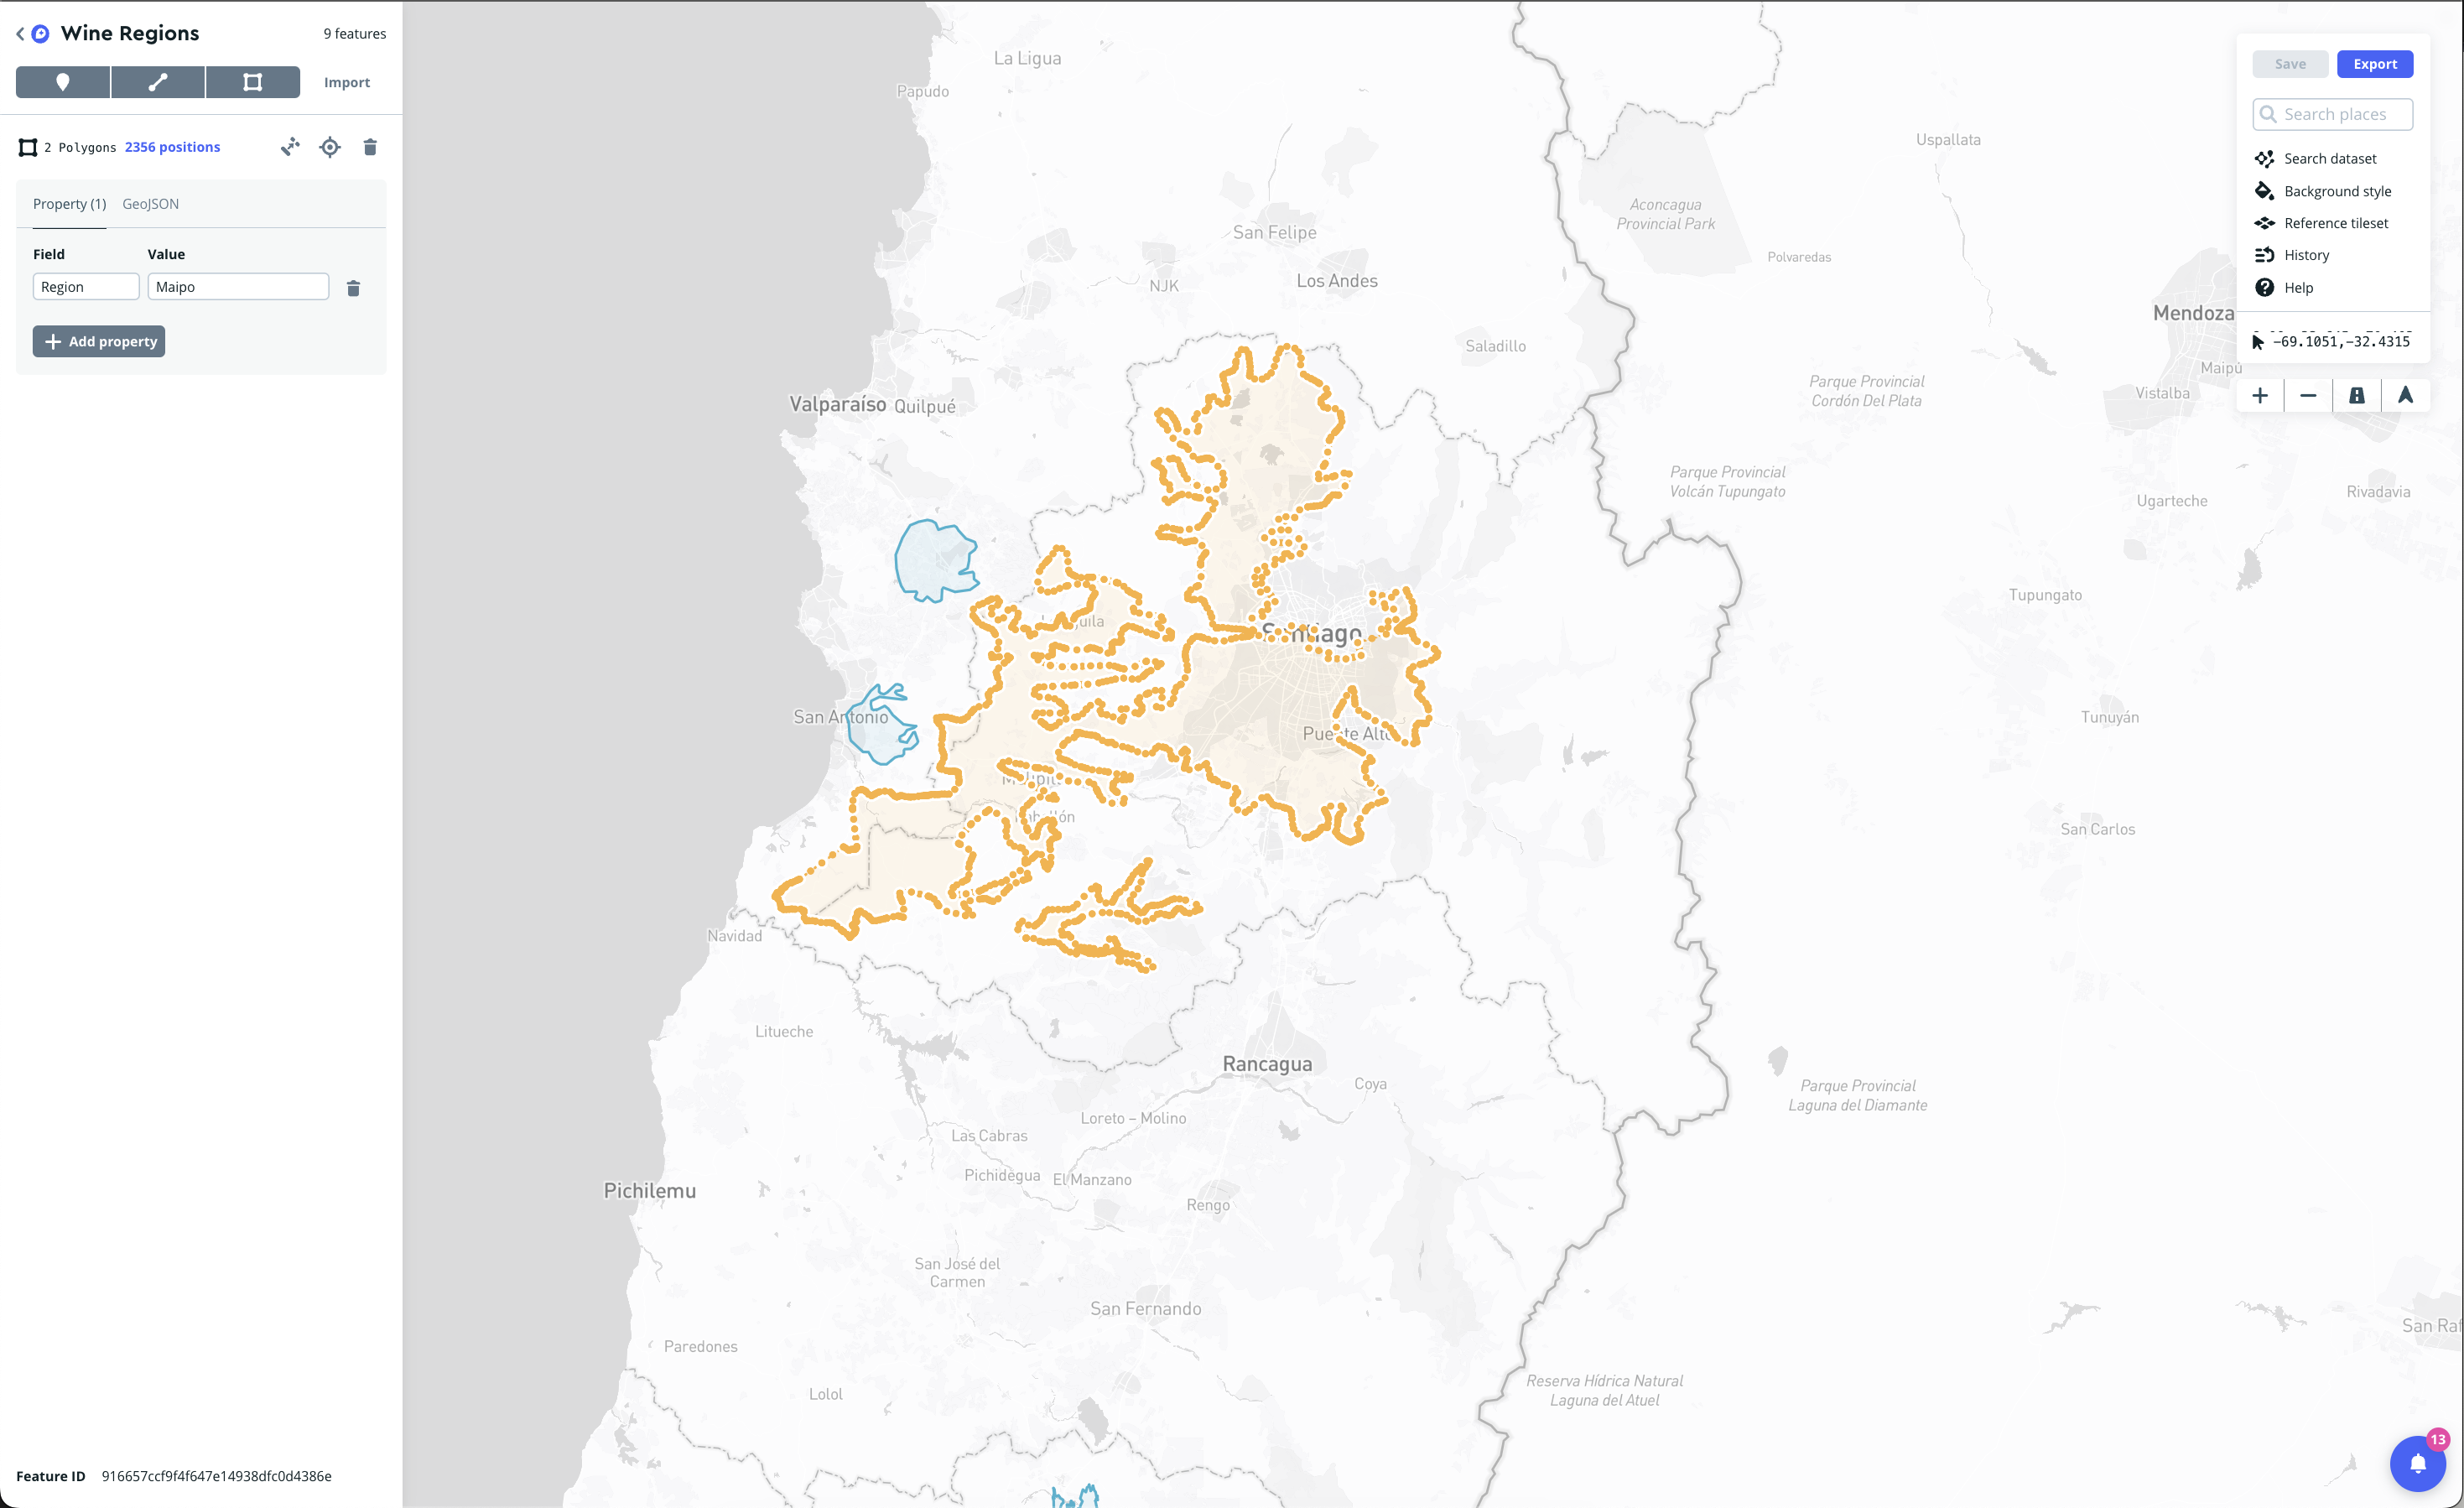 Wine Regions
9 features
Import
2 Polygons 2356 positions
Property (1) GeoJSON
Field Value
Region Maipo
Add property
Feature ID 916657ccf9f4f647e14938dfc0d4386e
La Ligua
Papudo
San Felipe
NJK
Los Andes
Valparaíso
Quilpué
Saladillo
Aconcagua
Provincial Park
Uspallata
Polvaredas
Mendoza
Maipú
Vistalba
Parque Provincial
Cordón Del Plata
Parque Provincial
Volcán Tupungato
Ugarteche
Rivadavia
Tupungato
Santiago
San Antonio
Puente Alto
Tunuyán
San Carlos
Navidad
Litueche
Rancagua
Coya
Parque Provincial
Laguna del Diamante
Loreto – Molino
Las Cabras
Pichidegua
El Manzano
Pichilemu
Rengo
San José del
Carmen
San Fernando
Paredones
Lolol
Reserva Hídrica Natural
Laguna del Atuel
San Raf
Save
Export
Search places
Search dataset
Background style
Reference tileset
History
Help
-69.1051,-32.4315
13